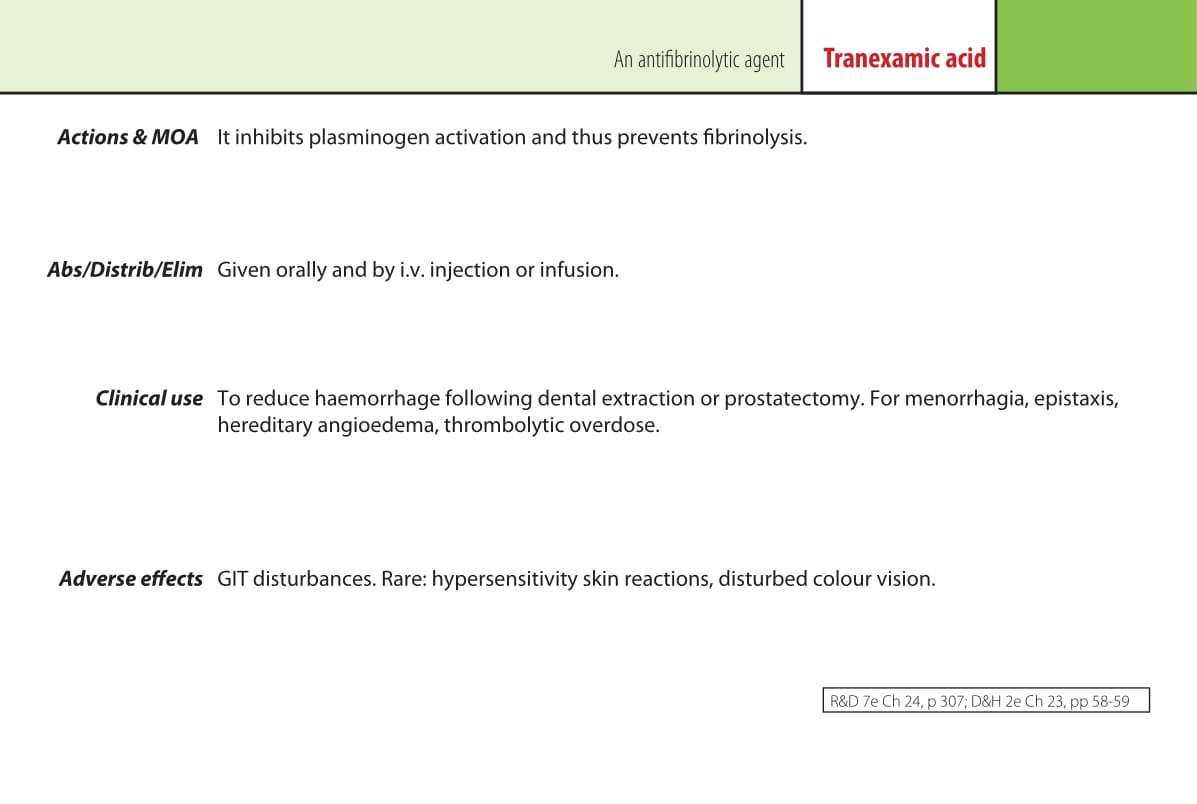 An antifibrinolytic agent
Tranexamic acid
Actions & MOA It inhibits plasminogen activation and thus prevents fibrinolysis.
Abs/Distrib/Elim Given orally and by i.v. injection or infusion.
Clinical use To reduce haemorrhage following dental extraction or prostatectomy. For menorrhagia, epistaxis,
hereditary angioedema, thrombolytic overdose.
Adverse effects GIT disturbances. Rare: hypersensitivity skin reactions, disturbed colour vision.
R&D 7e Ch 24, p 307; D&H 2e Ch 23, pp 58-59